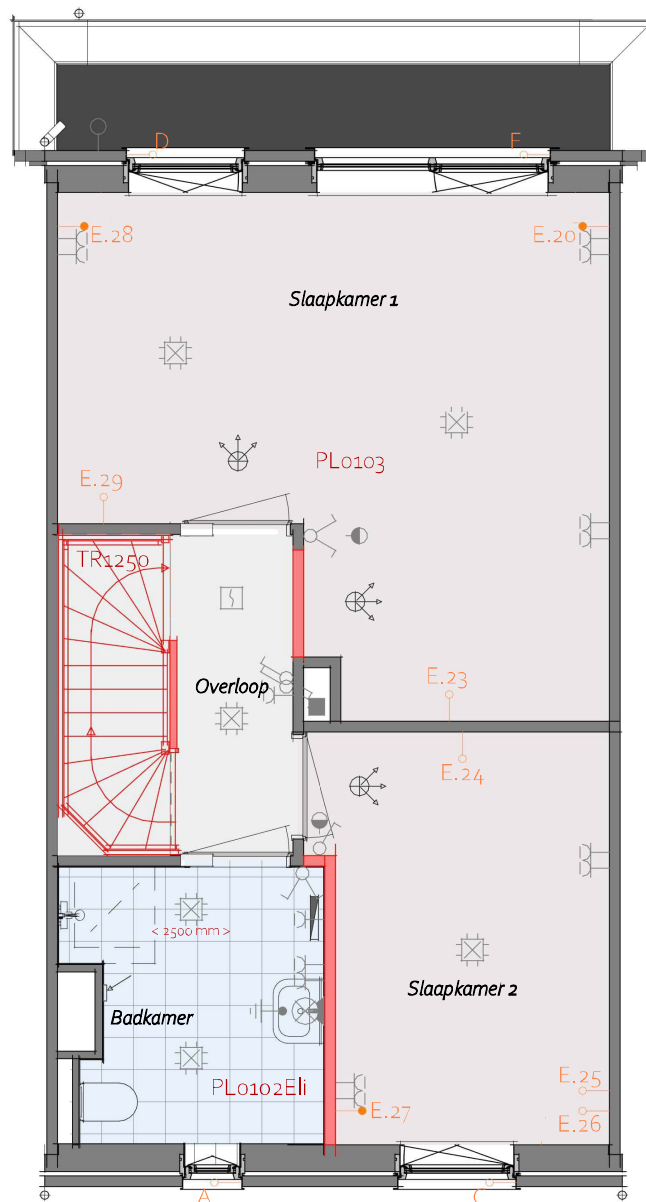 D F
E.28 E.20
Slaapkamer 1
PL0103
E.29
TR1250
Overloop
E.23
E.24
< 2500 mm >
Slaapkamer 2
Badkamer
PL0102Eli
E.25
E.27 E.26
A C